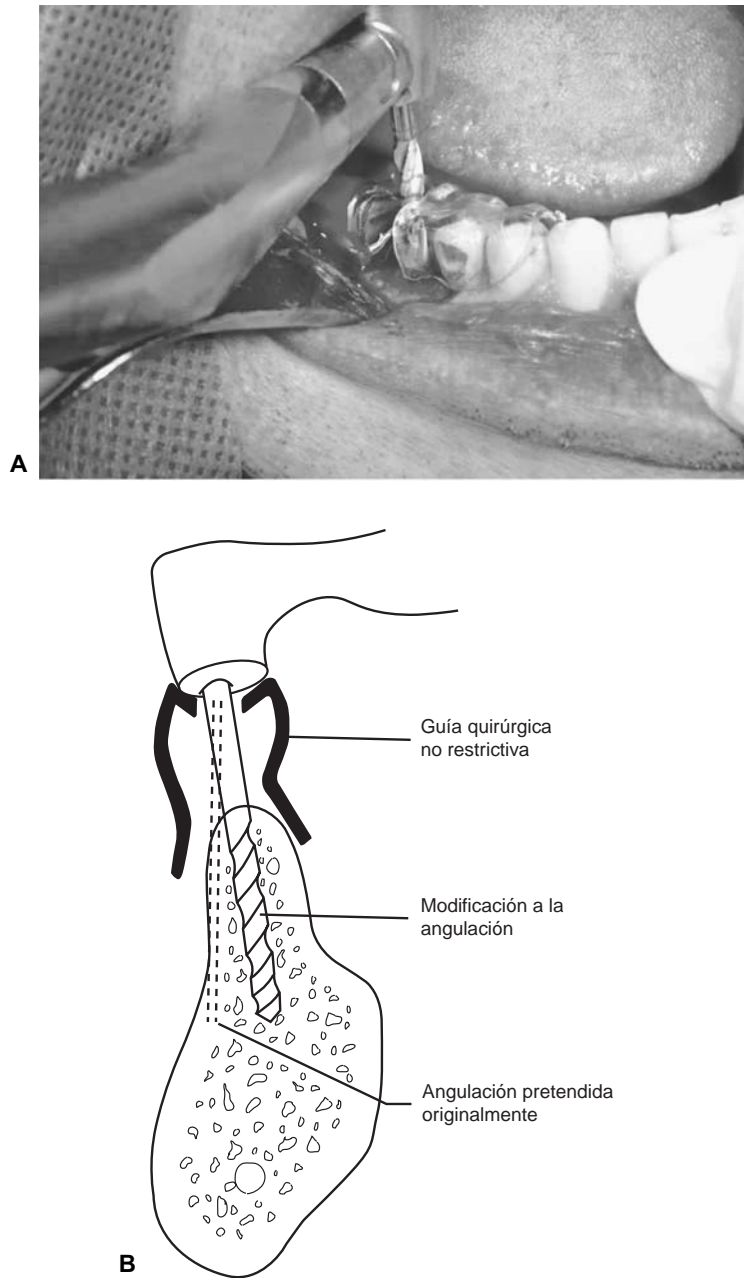 A
Guía quirúrgica
no restrictiva
Modificación a la
angulación
Angulación pretendida
originalmente
B